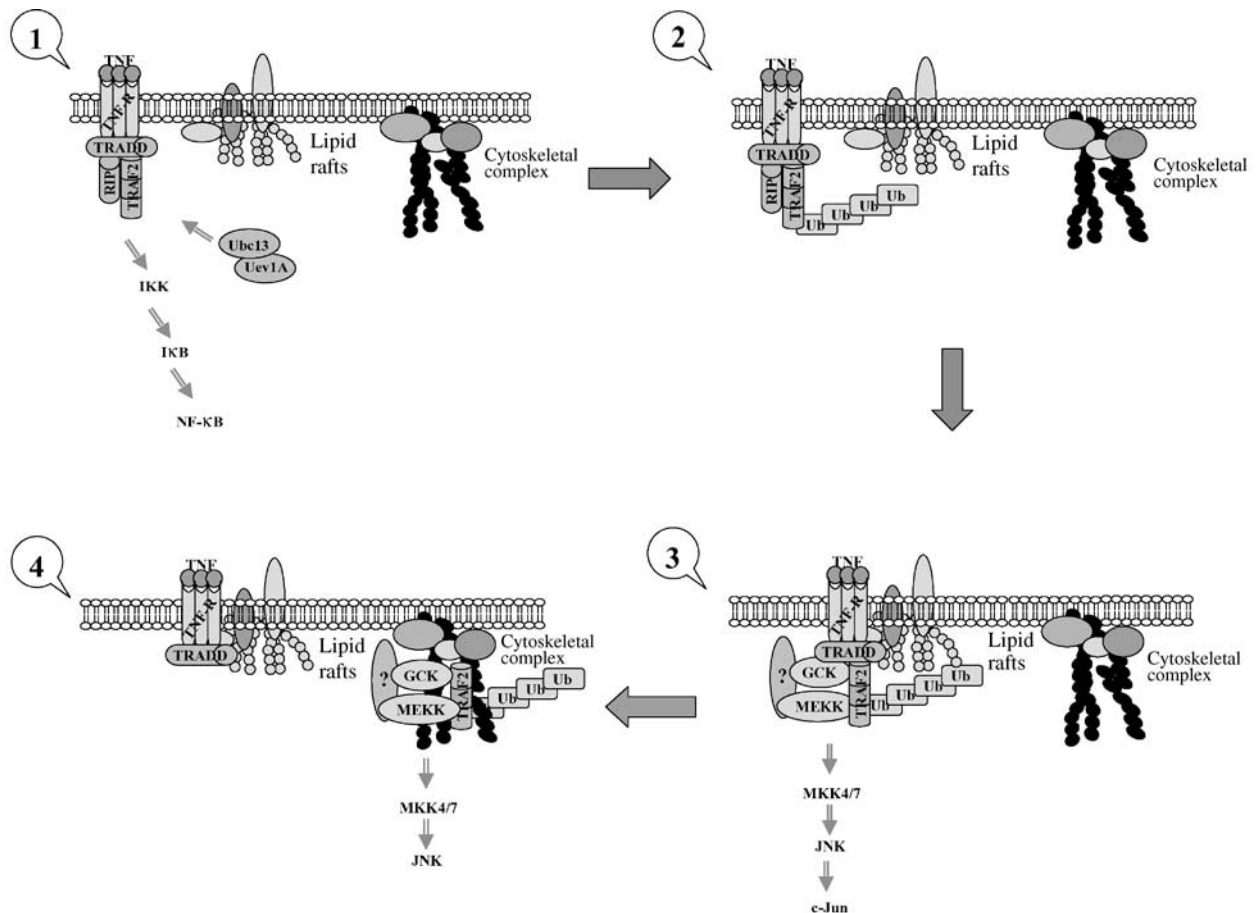 1
TNF
TNF-R
TRADD
RIP
TRAF2
Lipid
rafts
Cytoskeletal
complex
Ubc13
Uev1A
IKK
IκB
NF-κB
2
TNF
TNF-R
TRADD
RIP
TRAF2
Ub
Ub
Ub
Ub
Lipid
rafts
Cytoskeletal
complex
4
TNF
TNF-R
TRADD
Lipid
rafts
Cytoskeletal
complex
?
GCK
MEKK
TRAF2
Ub
Ub
Ub
MKK4/7
JNK
3
TNF
TNF-R
TRADD
?
GCK
MEKK
TRAF2
Ub
Ub
Ub
Ub
Lipid
rafts
Cytoskeletal
complex
MKK4/7
JNK
c-Jun